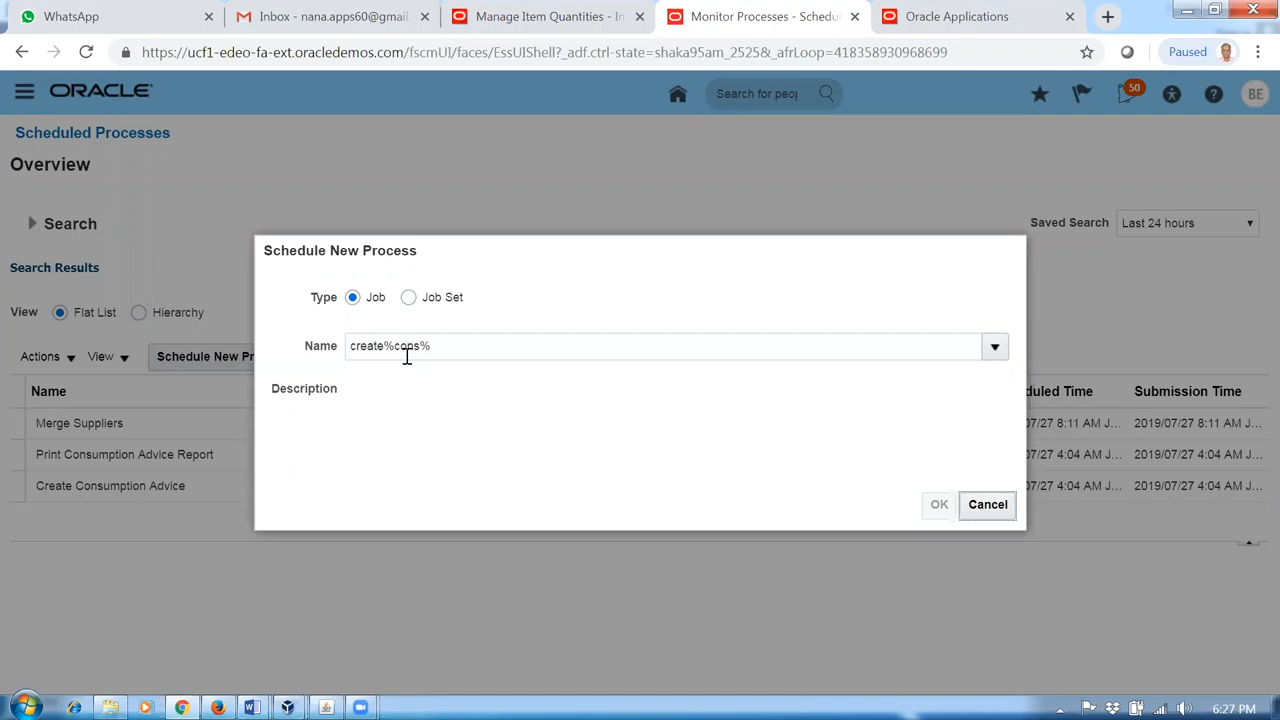 WhatsApp
Inbox - nana.apps60@gmail.
Manage Item Quantities - In
Monitor Processes - Schedu
Oracle Applications
https://ucf1-edeo-fa-ext.oracledemos.com/fscmUI/faces/EssUIShell?_adf.ctrl-state=shaka95am_2525&_afrLoop=418358930968699
Paused
ORACLE
Search for peop
50
BE
Scheduled Processes
Overview
Search
Saved Search Last 24 hours
Search Results
View Flat List Hierarchy
Actions View Schedule New Pr
Name
duled Time Submission Time
Merge Suppliers
07/27 8:11 AM J... 2019/07/27 8:11 AM J...
Print Consumption Advice Report
07/27 4:04 AM J... 2019/07/27 4:04 AM J...
Create Consumption Advice
07/27 4:04 AM J... 2019/07/27 4:04 AM J...
Schedule New Process
Type Job Job Set
Name create%cons%
Description
OK Cancel
6:27 PM